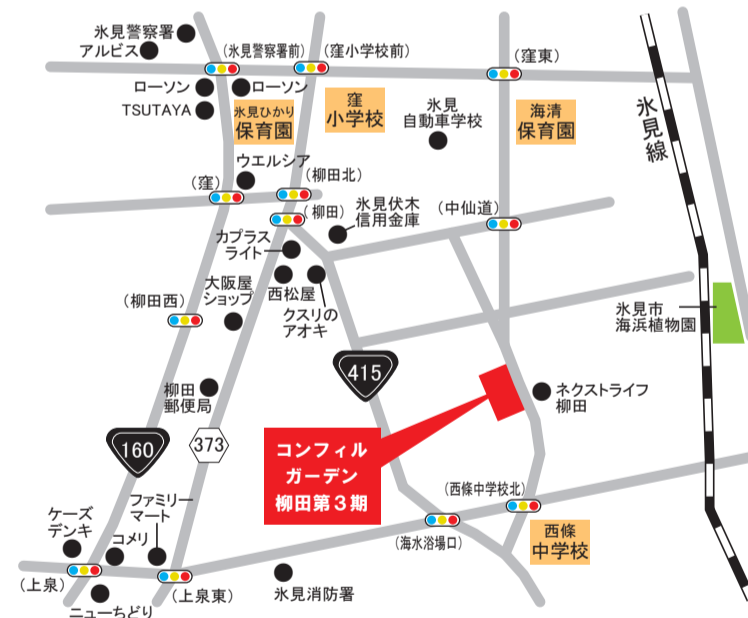 氷見警察署
アルビス
(氷見警察署前)
(窪小学校前)
(窪東)
ローソン
ローソン
TSUTAYA
氷見ひかり
保育園
窪
小学校
氷見
自動車学校
海清
保育園
氷見線
ウエルシア
(窪)
(柳田北)
(柳田)
氷見伏木
信用金庫
(中仙道)
カプラス
ライト
大阪屋
ショップ
西松屋
クスリの
アオキ
(柳田西)
氷見市
海浜植物園
415
柳田
郵便局
ネクストライフ
柳田
160
373
コンフィル
ガーデン
柳田第3期
(西條中学校北)
ケーズ
デンキ
コメリ
ファミリー
マート
(海水浴場口)
西條
中学校
(上泉)
(上泉東)
ニューちどり
氷見消防署